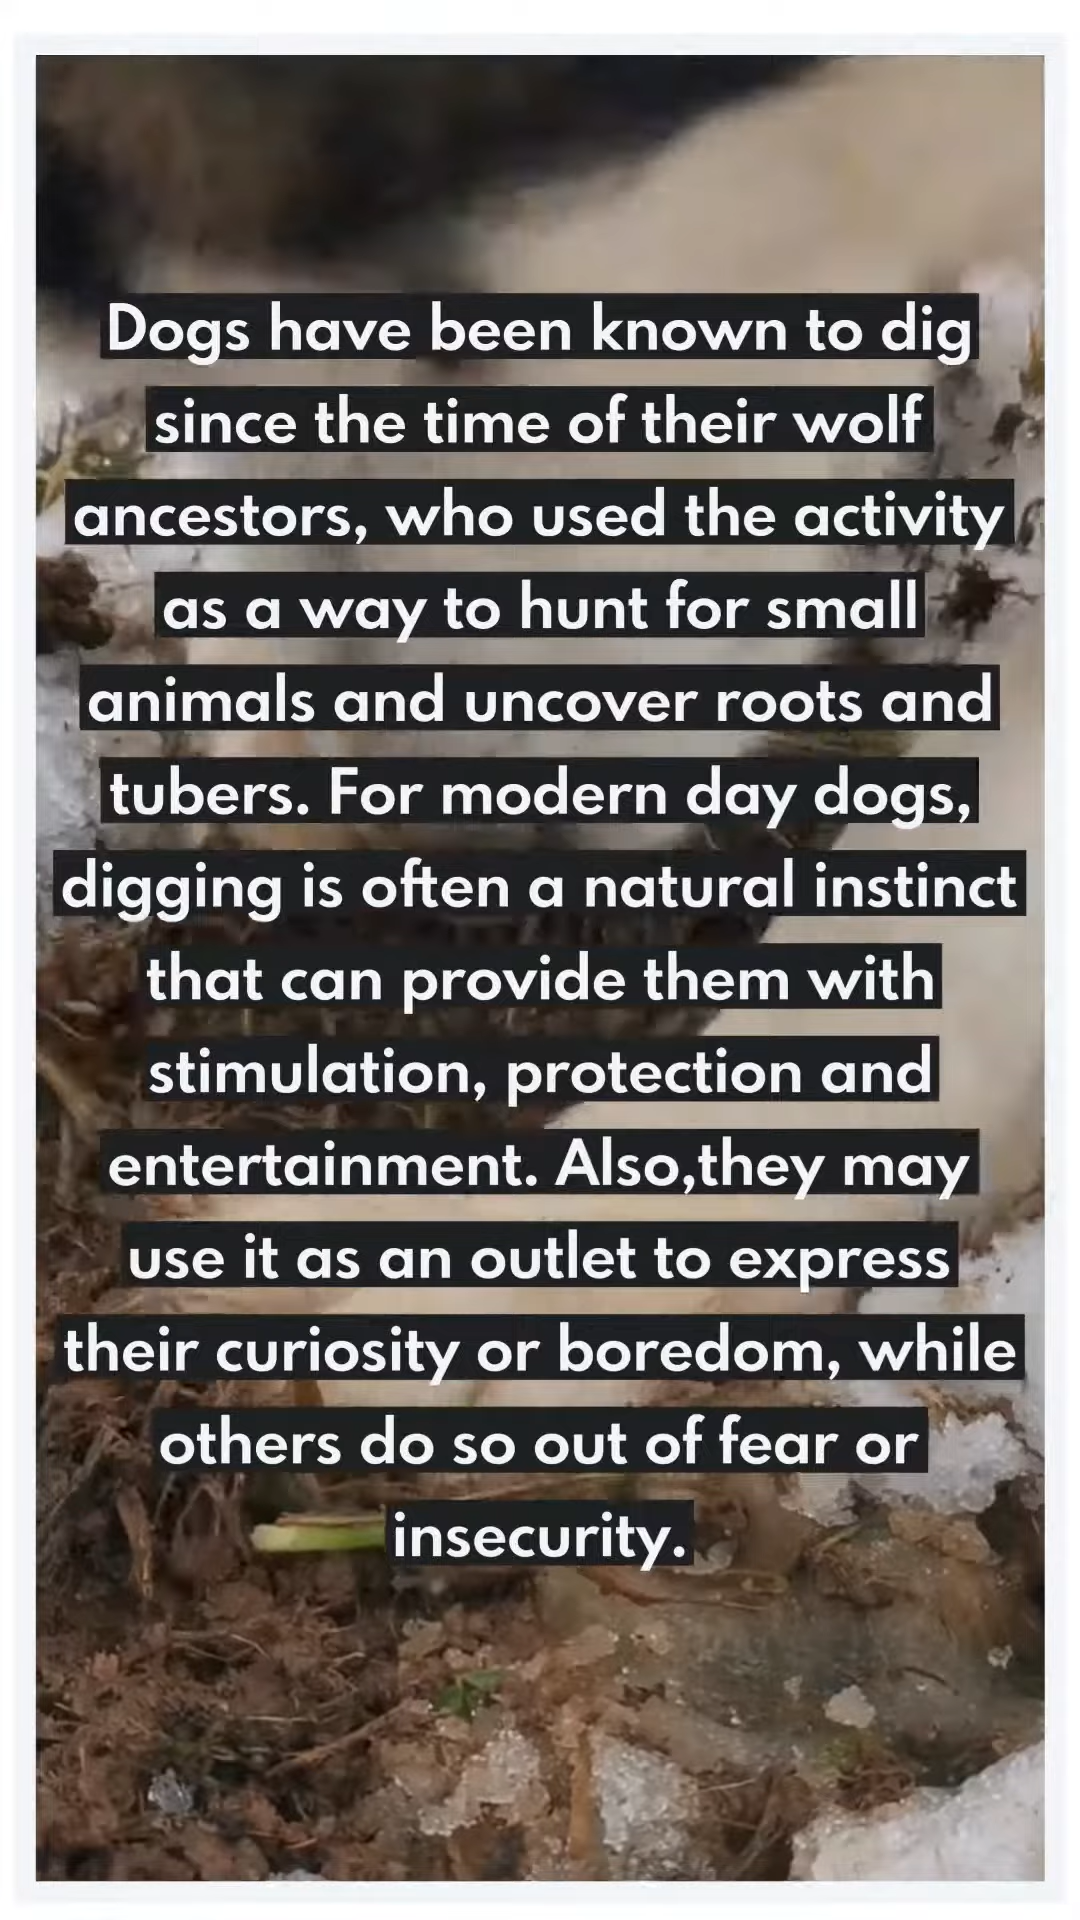 Dogs have been known to dig
since the time of their wolf
ancestors, who used the activity
as a way to hunt for small
animals and uncover roots and
tubers. For modern day dogs,
digging is often a natural instinct
that can provide them with
stimulation, protection and
entertainment. Also,they may
use it as an outlet to express
their curiosity or boredom, while
others do so out of fear or
insecurity.